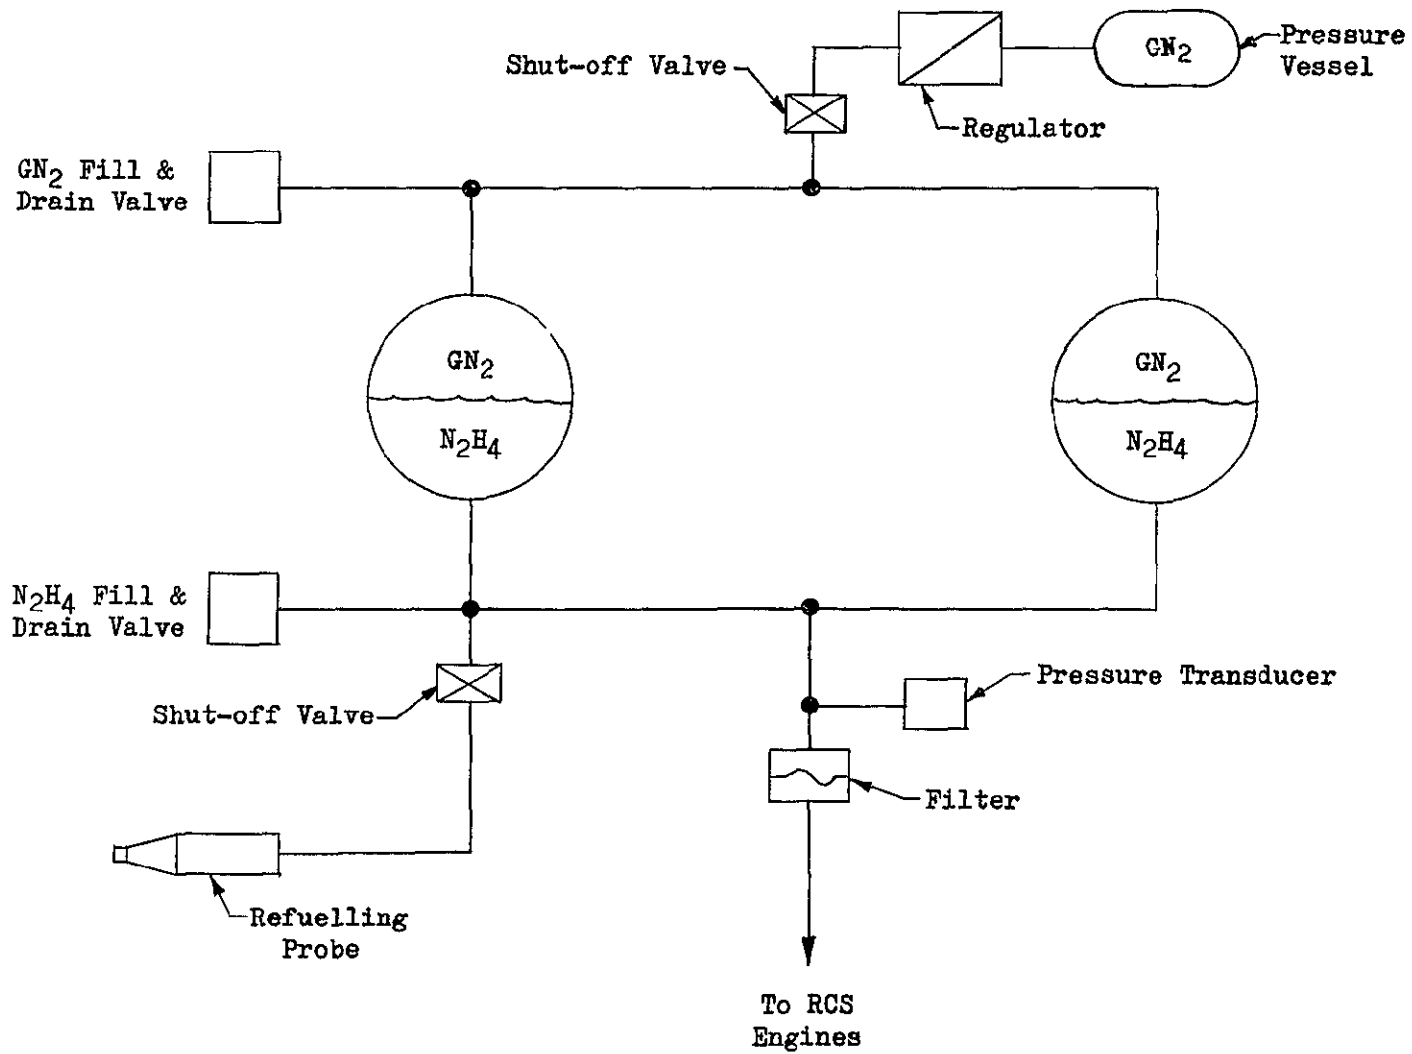 Shut-off Valve
GN2
Pressure
Vessel
Regulator
GN2 Fill &
Drain Valve
GN2
N2H4
GN2
N2H4
N2H4 Fill &
Drain Valve
Shut-off Valve
Pressure Transducer
Filter
Refuelling
Probe
To RCS
Engines